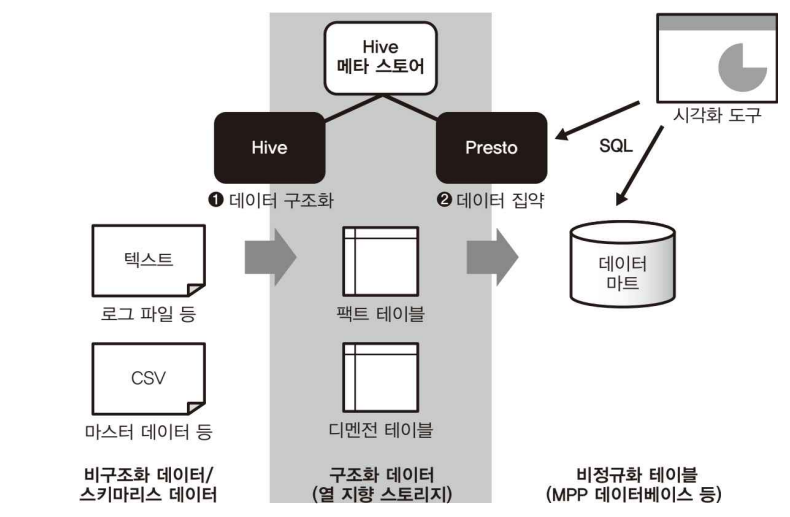 Hive
메타 스토어
Hive
Presto
SQL
시각화 도구
❶ 데이터 구조화
❷ 데이터 집약
텍스트
로그 파일 등
팩트 테이블
데이터
마트
CSV
마스터 데이터 등
디멘전 테이블
비구조화 데이터/
스키마리스 데이터
구조화 데이터
(열 지향 스토리지)
비정규화 테이블
(MPP 데이터베이스 등)